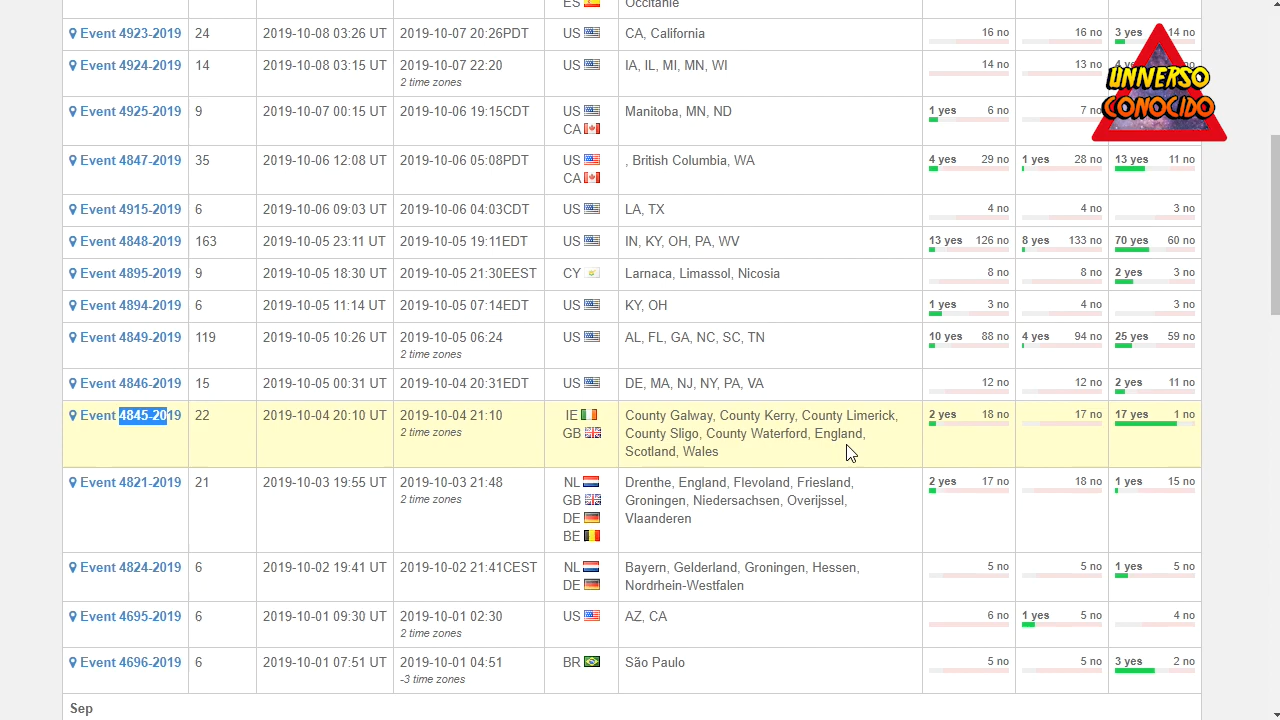 ES
Occitanie
Event 4923-2019 24 2019-10-08 03:26 UT 2019-10-07 20:26PDT US CA, California 16 no 16 no 3 yes 14 no
Event 4924-2019 14 2019-10-08 03:15 UT 2019-10-07 22:20 US IA, IL, MI, MN, WI 14 no 13 no
2 time zones
Event 4925-2019 9 2019-10-07 00:15 UT 2019-10-06 19:15CDT US Manitoba, MN, ND 1 yes 6 no 7 no
CA
UNNERSO
CONOCIDO
Event 4847-2019 35 2019-10-06 12:08 UT 2019-10-06 05:08PDT US , British Columbia, WA 4 yes 29 no 1 yes 28 no 13 yes 11 no
CA
Event 4915-2019 6 2019-10-06 09:03 UT 2019-10-06 04:03CDT US LA, TX 4 no 4 no 3 no
Event 4848-2019 163 2019-10-05 23:11 UT 2019-10-05 19:11EDT US IN, KY, OH, PA, WV 13 yes 126 no 8 yes 133 no 70 yes 60 no
Event 4895-2019 9 2019-10-05 18:30 UT 2019-10-05 21:30EEST CY Larnaca, Limassol, Nicosia 8 no 8 no 2 yes 3 no
Event 4894-2019 6 2019-10-05 11:14 UT 2019-10-05 07:14EDT US KY, OH 1 yes 3 no 4 no 3 no
Event 4849-2019 119 2019-10-05 10:26 UT 2019-10-05 06:24 US AL, FL, GA, NC, SC, TN 10 yes 88 no 4 yes 94 no 25 yes 59 no
2 time zones
Event 4846-2019 15 2019-10-05 00:31 UT 2019-10-04 20:31EDT US DE, MA, NJ, NY, PA, VA 12 no 12 no 2 yes 11 no
Event 4845-2019 22 2019-10-04 20:10 UT 2019-10-04 21:10 IE County Galway, County Kerry, County Limerick, 2 yes 18 no 17 no 17 yes 1 no
2 time zones GB County Sligo, County Waterford, England,
Scotland, Wales
Event 4821-2019 21 2019-10-03 19:55 UT 2019-10-03 21:48 NL Drenthe, England, Flevoland, Friesland, 2 yes 17 no 18 no 1 yes 15 no
2 time zones GB Groningen, Niedersachsen, Overijssel,
DE Vlaanderen
BE
Event 4824-2019 6 2019-10-02 19:41 UT 2019-10-02 21:41CEST NL Bayern, Gelderland, Groningen, Hessen, 5 no 5 no 1 yes 5 no
DE Nordrhein-Westfalen
Event 4695-2019 6 2019-10-01 09:30 UT 2019-10-01 02:30 US AZ, CA 6 no 1 yes 5 no 4 no
2 time zones
Event 4696-2019 6 2019-10-01 07:51 UT 2019-10-01 04:51 BR São Paulo 5 no 5 no 3 yes 2 no
-3 time zon
Sep